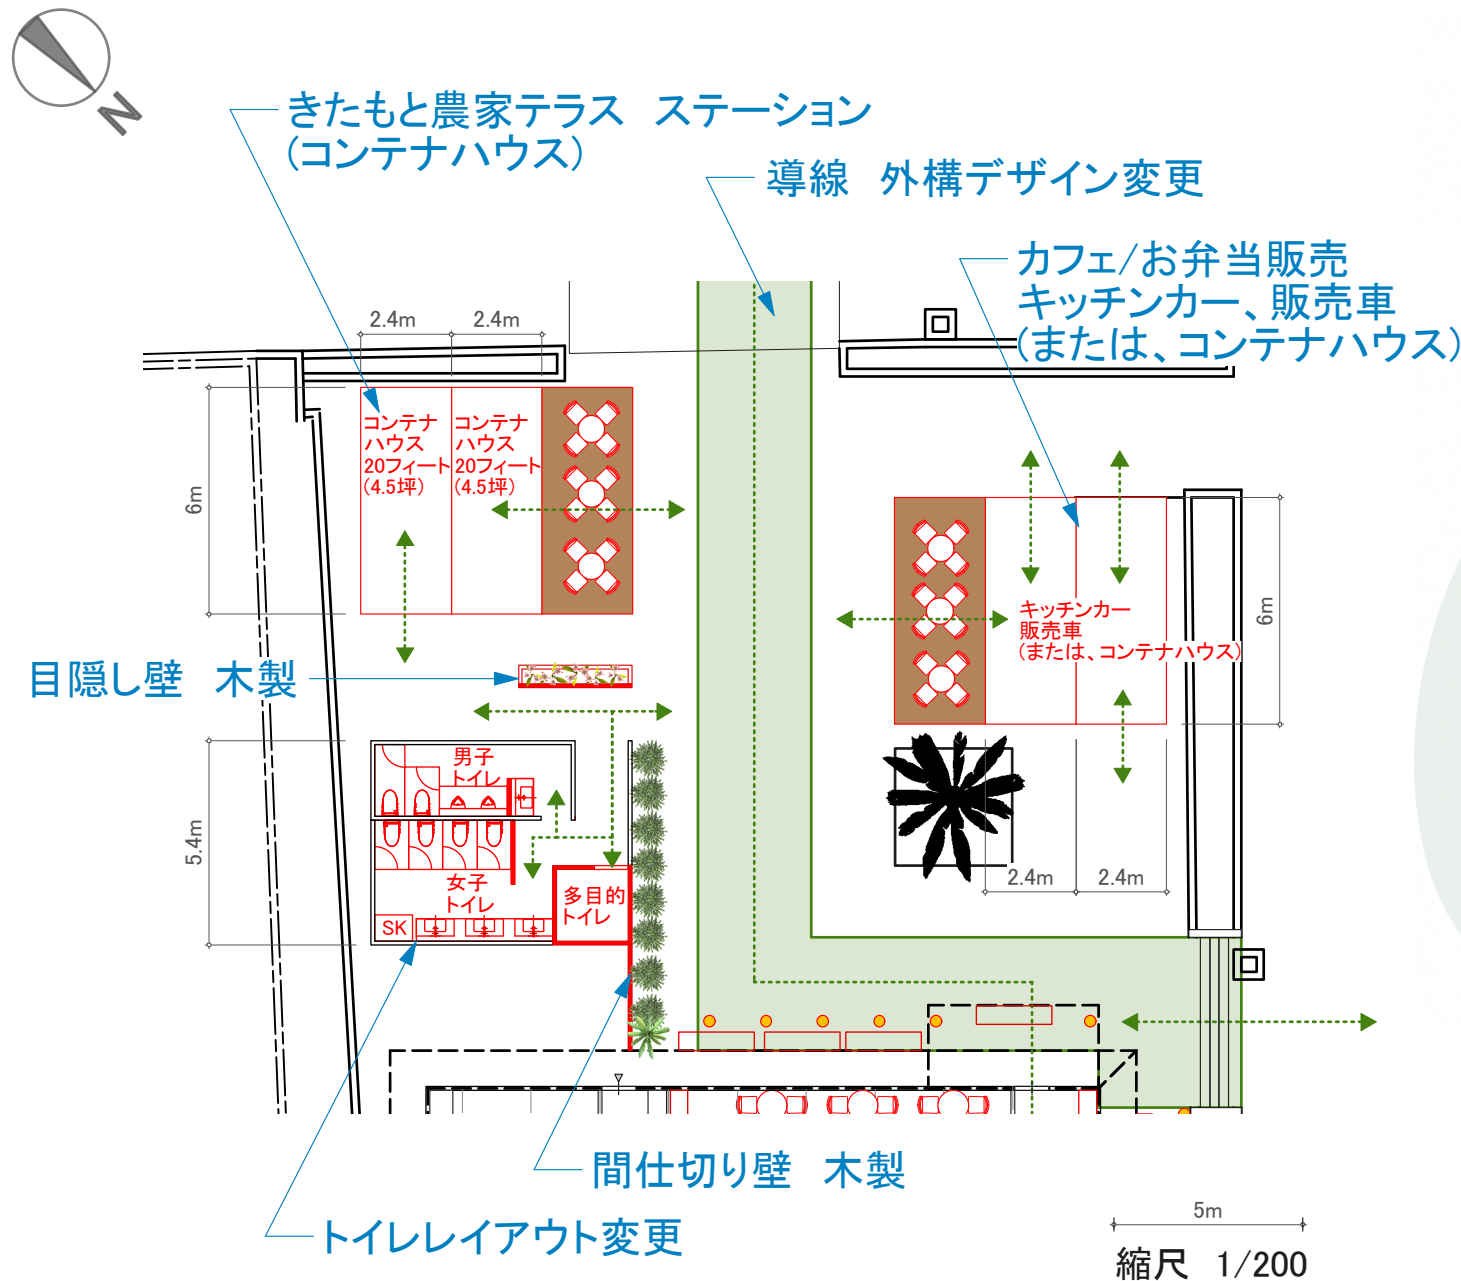 N
きたもと農家テラス　ステーション
(コンテナハウス)
導線　外構デザイン変更
カフェ/お弁当販売
キッチンカー、販売車
(または、コンテナハウス)
2.4m
2.4m
コンテナ
ハウス
20フィート
(4.5坪)
コンテナ
ハウス
20フィート
(4.5坪)
6m
キッチンカー
販売車
(または、コンテナハウス)
6m
目隠し壁　木製
男子
トイレ
5.4m
女子
トイレ
多目的
トイレ
SK
2.4m
2.4m
間仕切り壁　木製
トイレレイアウト変更
5m
縮尺　1/200